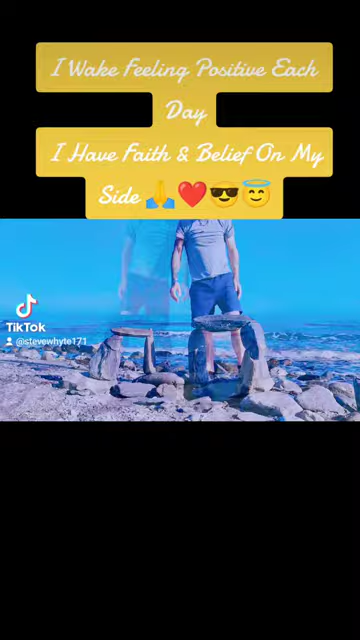 I Wake Feeling Positive Each
Day
I Have Faith & Belief On My
Side 🙏❤️😎😇
TikTok
@stevewhyte171